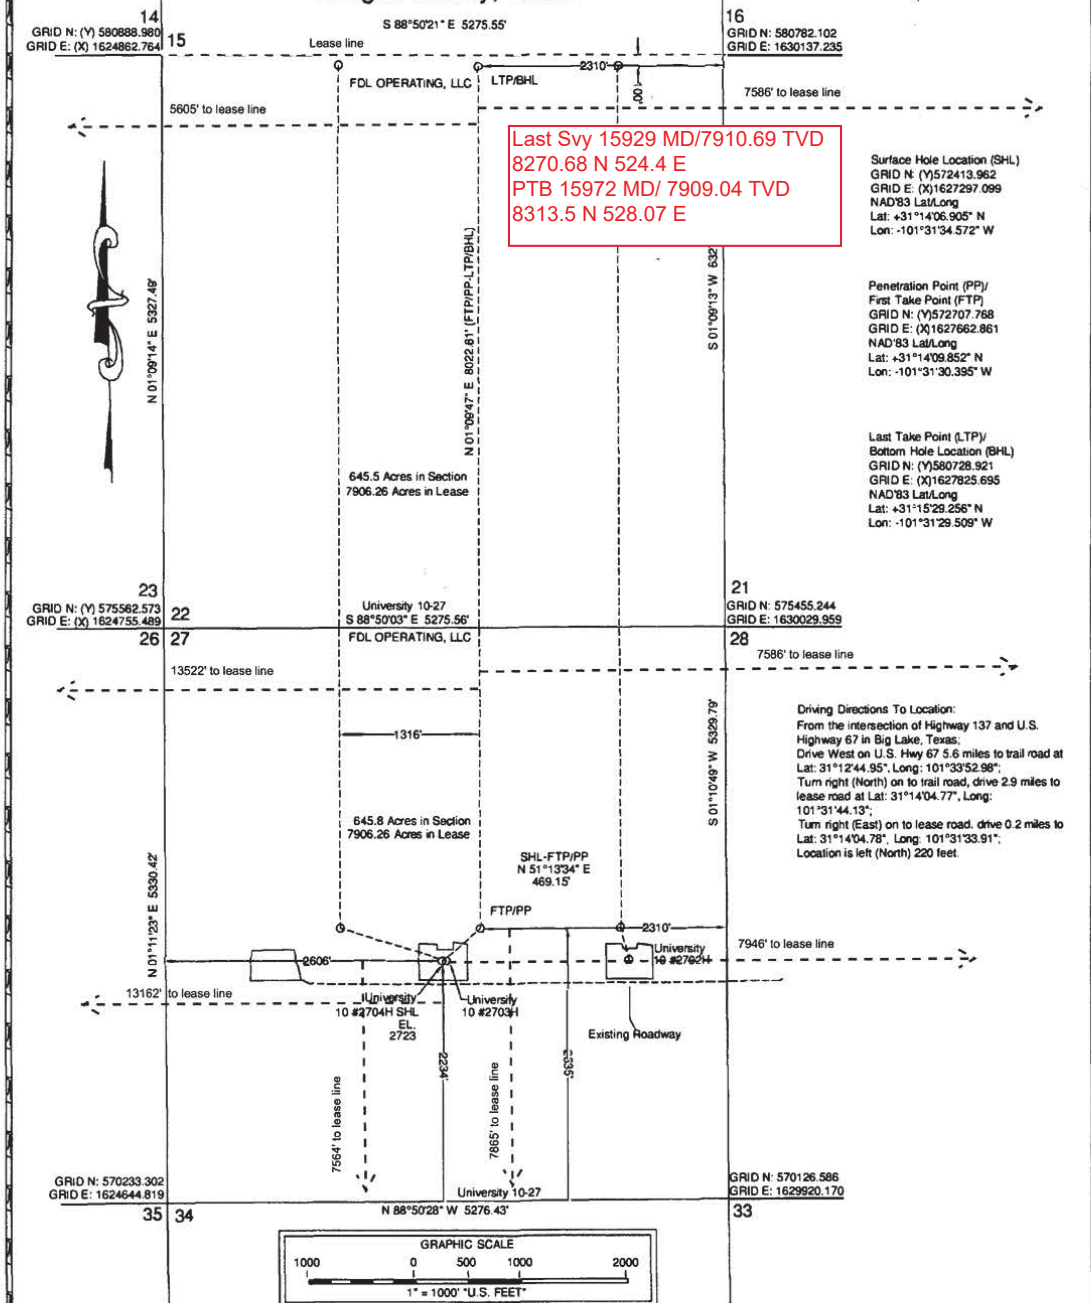 14
GRID N: (Y) 580888.980
GRID E: (X) 1624862.764
15
S 88°50'21" E 5275.55'
16
GRID N: 580782.102
GRID E: 1630137.235
Lease line
2310'
FDL OPERATING, LLC
LTP/BHL
5605' to lease line
7586' to lease line
Last Svy 15929 MD/7910.69 TVD
8270.68 N 524.4 E
PTB 15972 MD/ 7909.04 TVD
8313.5 N 528.07 E
Surface Hole Location (SHL)
GRID N: (Y)572413.962
GRID E: (X)1627297.099
NAD'83 Lat/Long
Lat: +31°14'06.905" N
Lon: -101°31'34.572" W
Penetration Point (PP)/
First Take Point (FTP)
GRID N: (Y)572707.768
GRID E: (X)1627662.861
NAD'83 Lat/Long
Lat: +31°14'09.852" N
Lon: -101°31'30.395" W
Last Take Point (LTP)/
Bottom Hole Location (BHL)
GRID N: (Y)580728.921
GRID E: (X)1627825.695
NAD'83 Lat/Long
Lat: +31°15'29.256" N
Lon: -101°31'29.509" W
N 01°09'14" E 5327.49'
N 01°09'47" E 8022.81' (FTP/PP-LTP/BHL)
S 01°09'13" W 532
645.5 Acres in Section
7906.26 Acres in Lease
23
GRID N: (Y) 575562.573
GRID E: (X) 1624755.489
22
University 10-27
S 88°50'03" E 5275.56'
21
GRID N: 575455.244
GRID E: 1630029.959
26 27
FDL OPERATING, LLC
28
13522' to lease line
7586' to lease line
1316'
S 01°10'49" W 5329.79'
Driving Directions To Location:
From the intersection of Highway 137 and U.S.
Highway 67 in Big Lake, Texas;
Drive West on U.S. Hwy 67 5.6 miles to trail road at
Lat: 31°12'44.95", Long: 101°33'52.98";
Turn right (North) on to trail road, drive 2.9 miles to
lease road at Lat: 31°14'04.77", Long:
101°31'44.13";
Turn right (East) on to lease road. drive 0.2 miles to
Lat: 31°14'04.78", Long: 101°31'33.91";
Location is left (North) 220 feet.
645.8 Acres in Section
7906.26 Acres in Lease
SHL-FTP/PP
N 51°13'34" E
469.15'
N 01°11'23" E 5330.42'
FTP/PP
2310'
2606'
University
10 #2702H
7946' to lease line
13162' to lease line
University
10 #2704H SHL
EL.
2723
University
10 #2703H
Existing Roadway
2234'
7564' to lease line
7865' to lease line
GRID N: 570233.302
GRID E: 1624644.819
University 10-27
GRID N: 570126.586
GRID E: 1629920.170
35 34
N 88°50'28" W 5276.43'
33
GRAPHIC SCALE
1000 0 500 1000 2000
1" = 1000' "U.S. FEET"